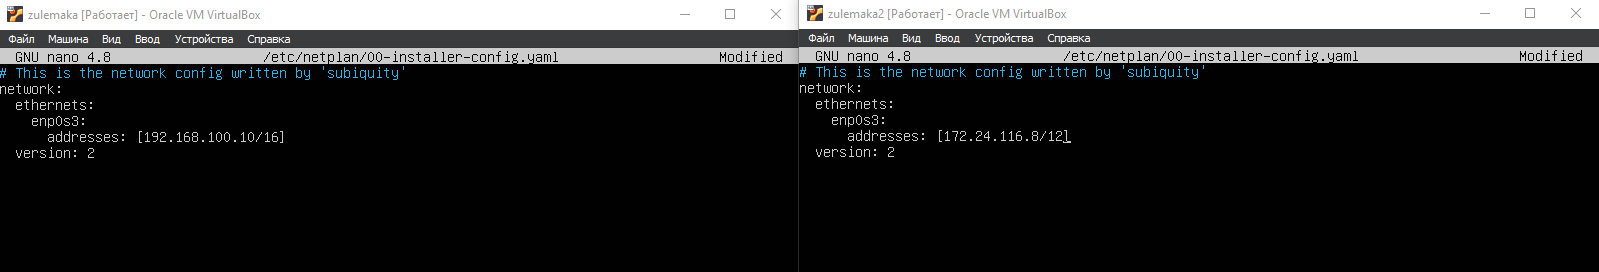 zulemaka [Работает] - Oracle VM VirtualBox
Файл Машина Вид Ввод Устройства Справка
GNU nano 4.8 /etc/netplan/00-installer-config.yaml Modified
# This is the network config written by 'subiquity'
network:
  ethernets:
    enp0s3:
      addresses: [192.168.100.10/16]
  version: 2
zulemaka2 [Работает] - Oracle VM VirtualBox
Файл Машина Вид Ввод Устройства Справка
GNU nano 4.8 /etc/netplan/00-installer-config.yaml Modified
# This is the network config written by 'subiquity'
network:
  ethernets:
    enp0s3:
      addresses: [172.24.116.8/12]
  version: 2